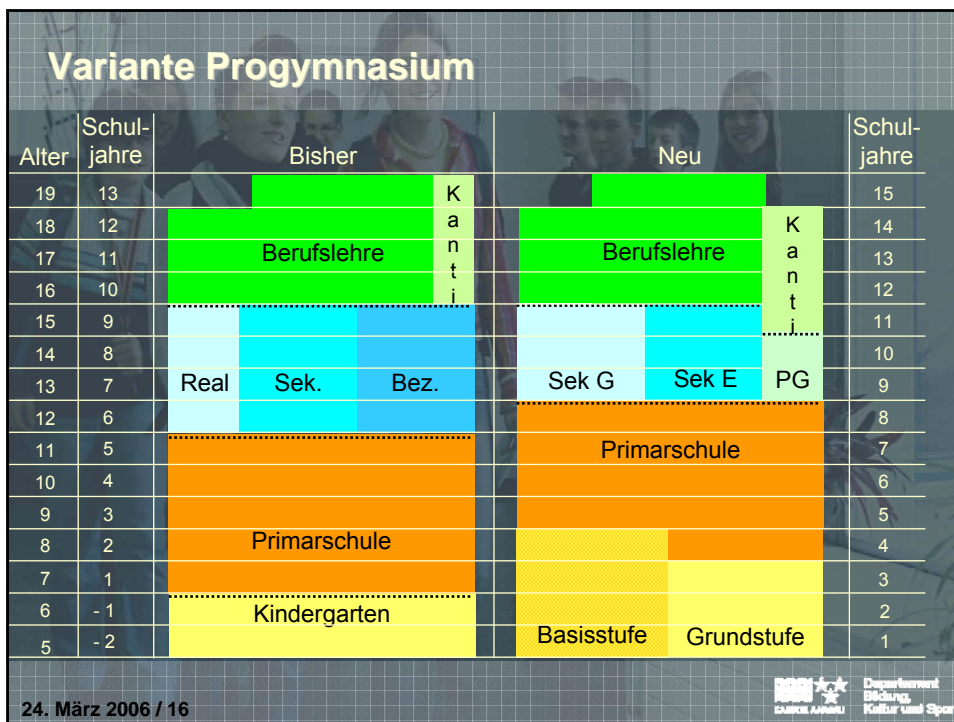 Variante Progymnasium
Schul- Schul-
Alter jahre Bisher Neu jahre
19 13 K 15
18 12 a K 14
17 11 Berufslehre n Berufslehre a 13
16 10 t n 12
i t
15 9 i 11
14 8 10
13 7 Real Sek. Bez. Sek G Sek E PG 9
12 6 8
11 5 Primarschule 7
10 4 6
9 3 5
8 2 Primarschule 4
7 1 3
6 - 1 Kindergarten 2
5 - 2 Basisstufe Grundstufe 1
24. März 2006 / 16
KANTON AARGAU
Departement
Bildung,
Kultur und Sport